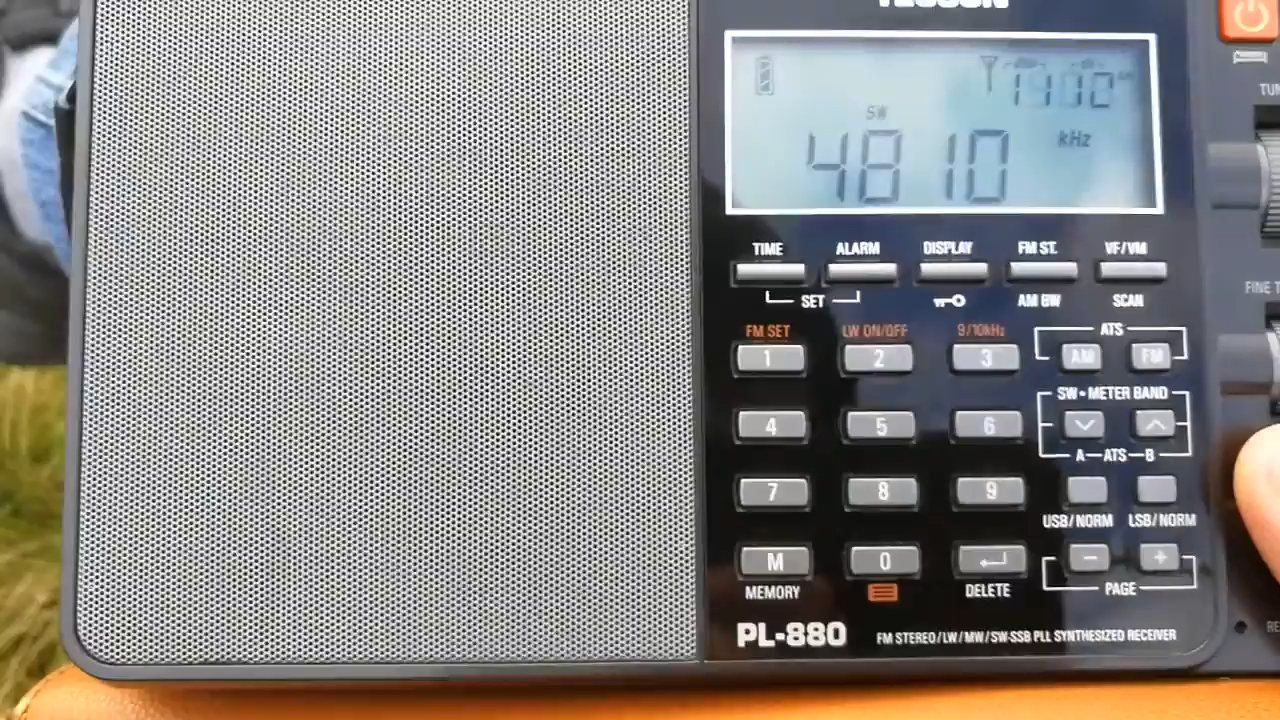 SW
4810 kHz
TIME ALARM DISPLAY FM ST. VF/VM
SET AM BW SCAN
FM SET LW ON/OFF 9/10kHz ATS
1 2 3 AM FM
SW • METER BAND
4 5 6
A—ATS—B
7 8 9
USB/NORM LSB/NORM
M 0 - +
MEMORY DELETE PAGE
PL-880 FM STEREO/LW/MW/SW-SSB PLL SYNTHESIZED RECEIVER